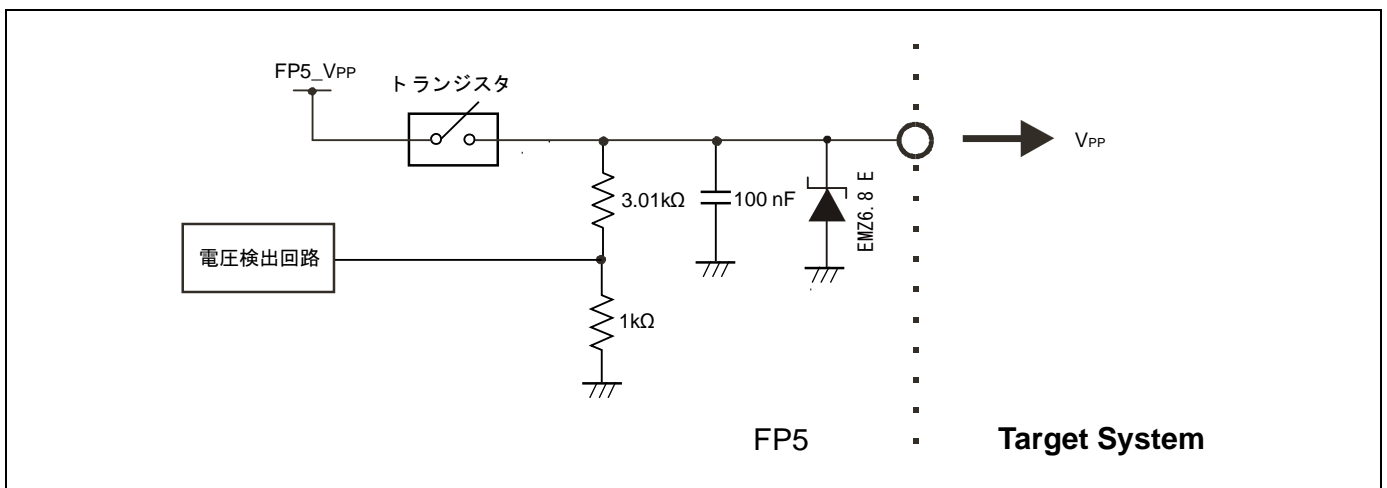 FP5_VPP
トランジスタ
VPP
3.01kΩ
100 nF
EMZ6.8 E
電圧検出回路
1kΩ
FP5
Target System